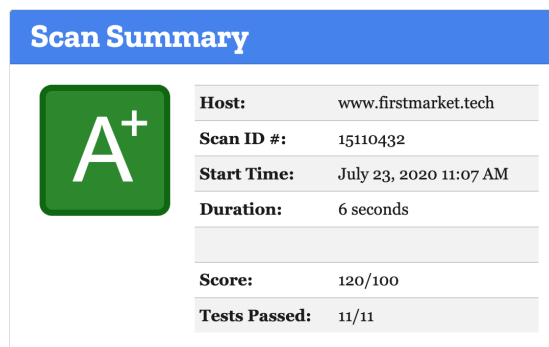 Scan Summary
A+
Host: www.firstmarket.tech
Scan ID #: 15110432
Start Time: July 23, 2020 11:07 AM
Duration: 6 seconds
Score: 120/100
Tests Passed: 11/11